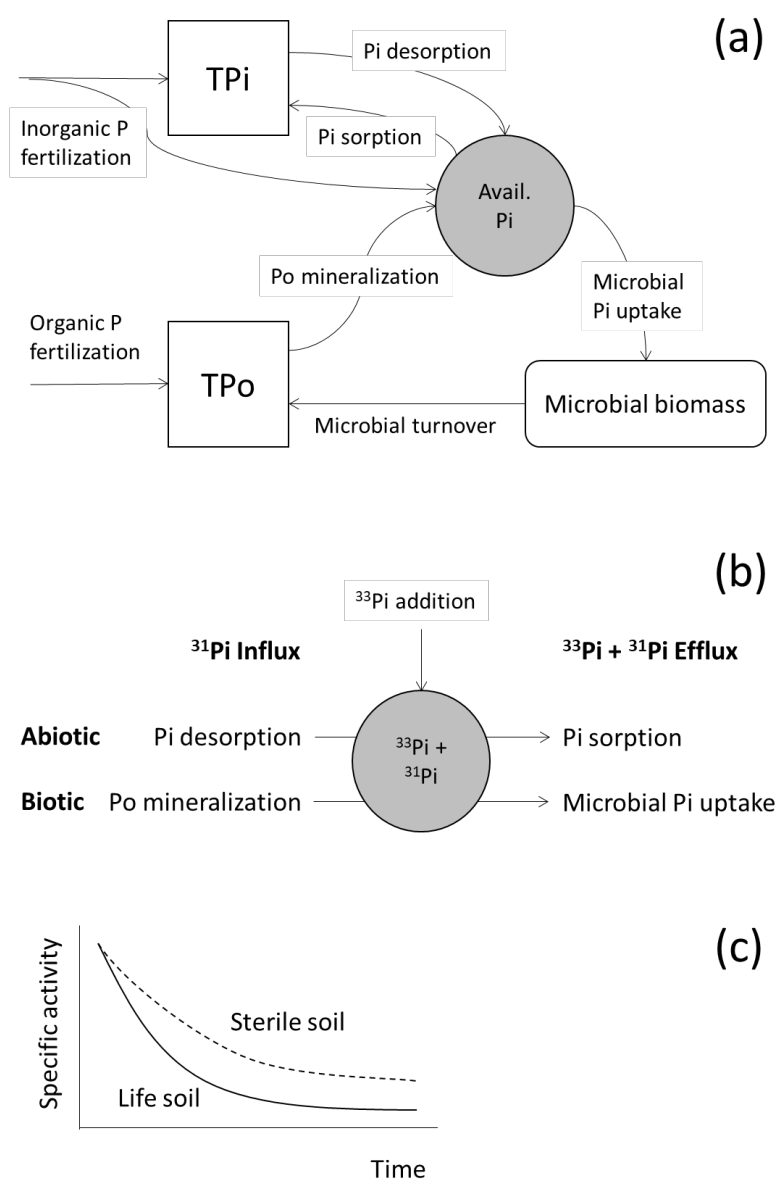 (a)
TPi
Pi desorption
Inorganic P
fertilization
Pi sorption
Avail.
Pi
Po mineralization
Microbial
Pi uptake
Organic P
fertilization
TPo
Microbial biomass
Microbial turnover
(b)
³³Pi addition
³¹Pi Influx
³³Pi + ³¹Pi Efflux
Abiotic Pi desorption
³³Pi +
³¹Pi
Pi sorption
Biotic Po mineralization
Microbial Pi uptake
(c)
Specific activity
Sterile soil
Life soil
Time